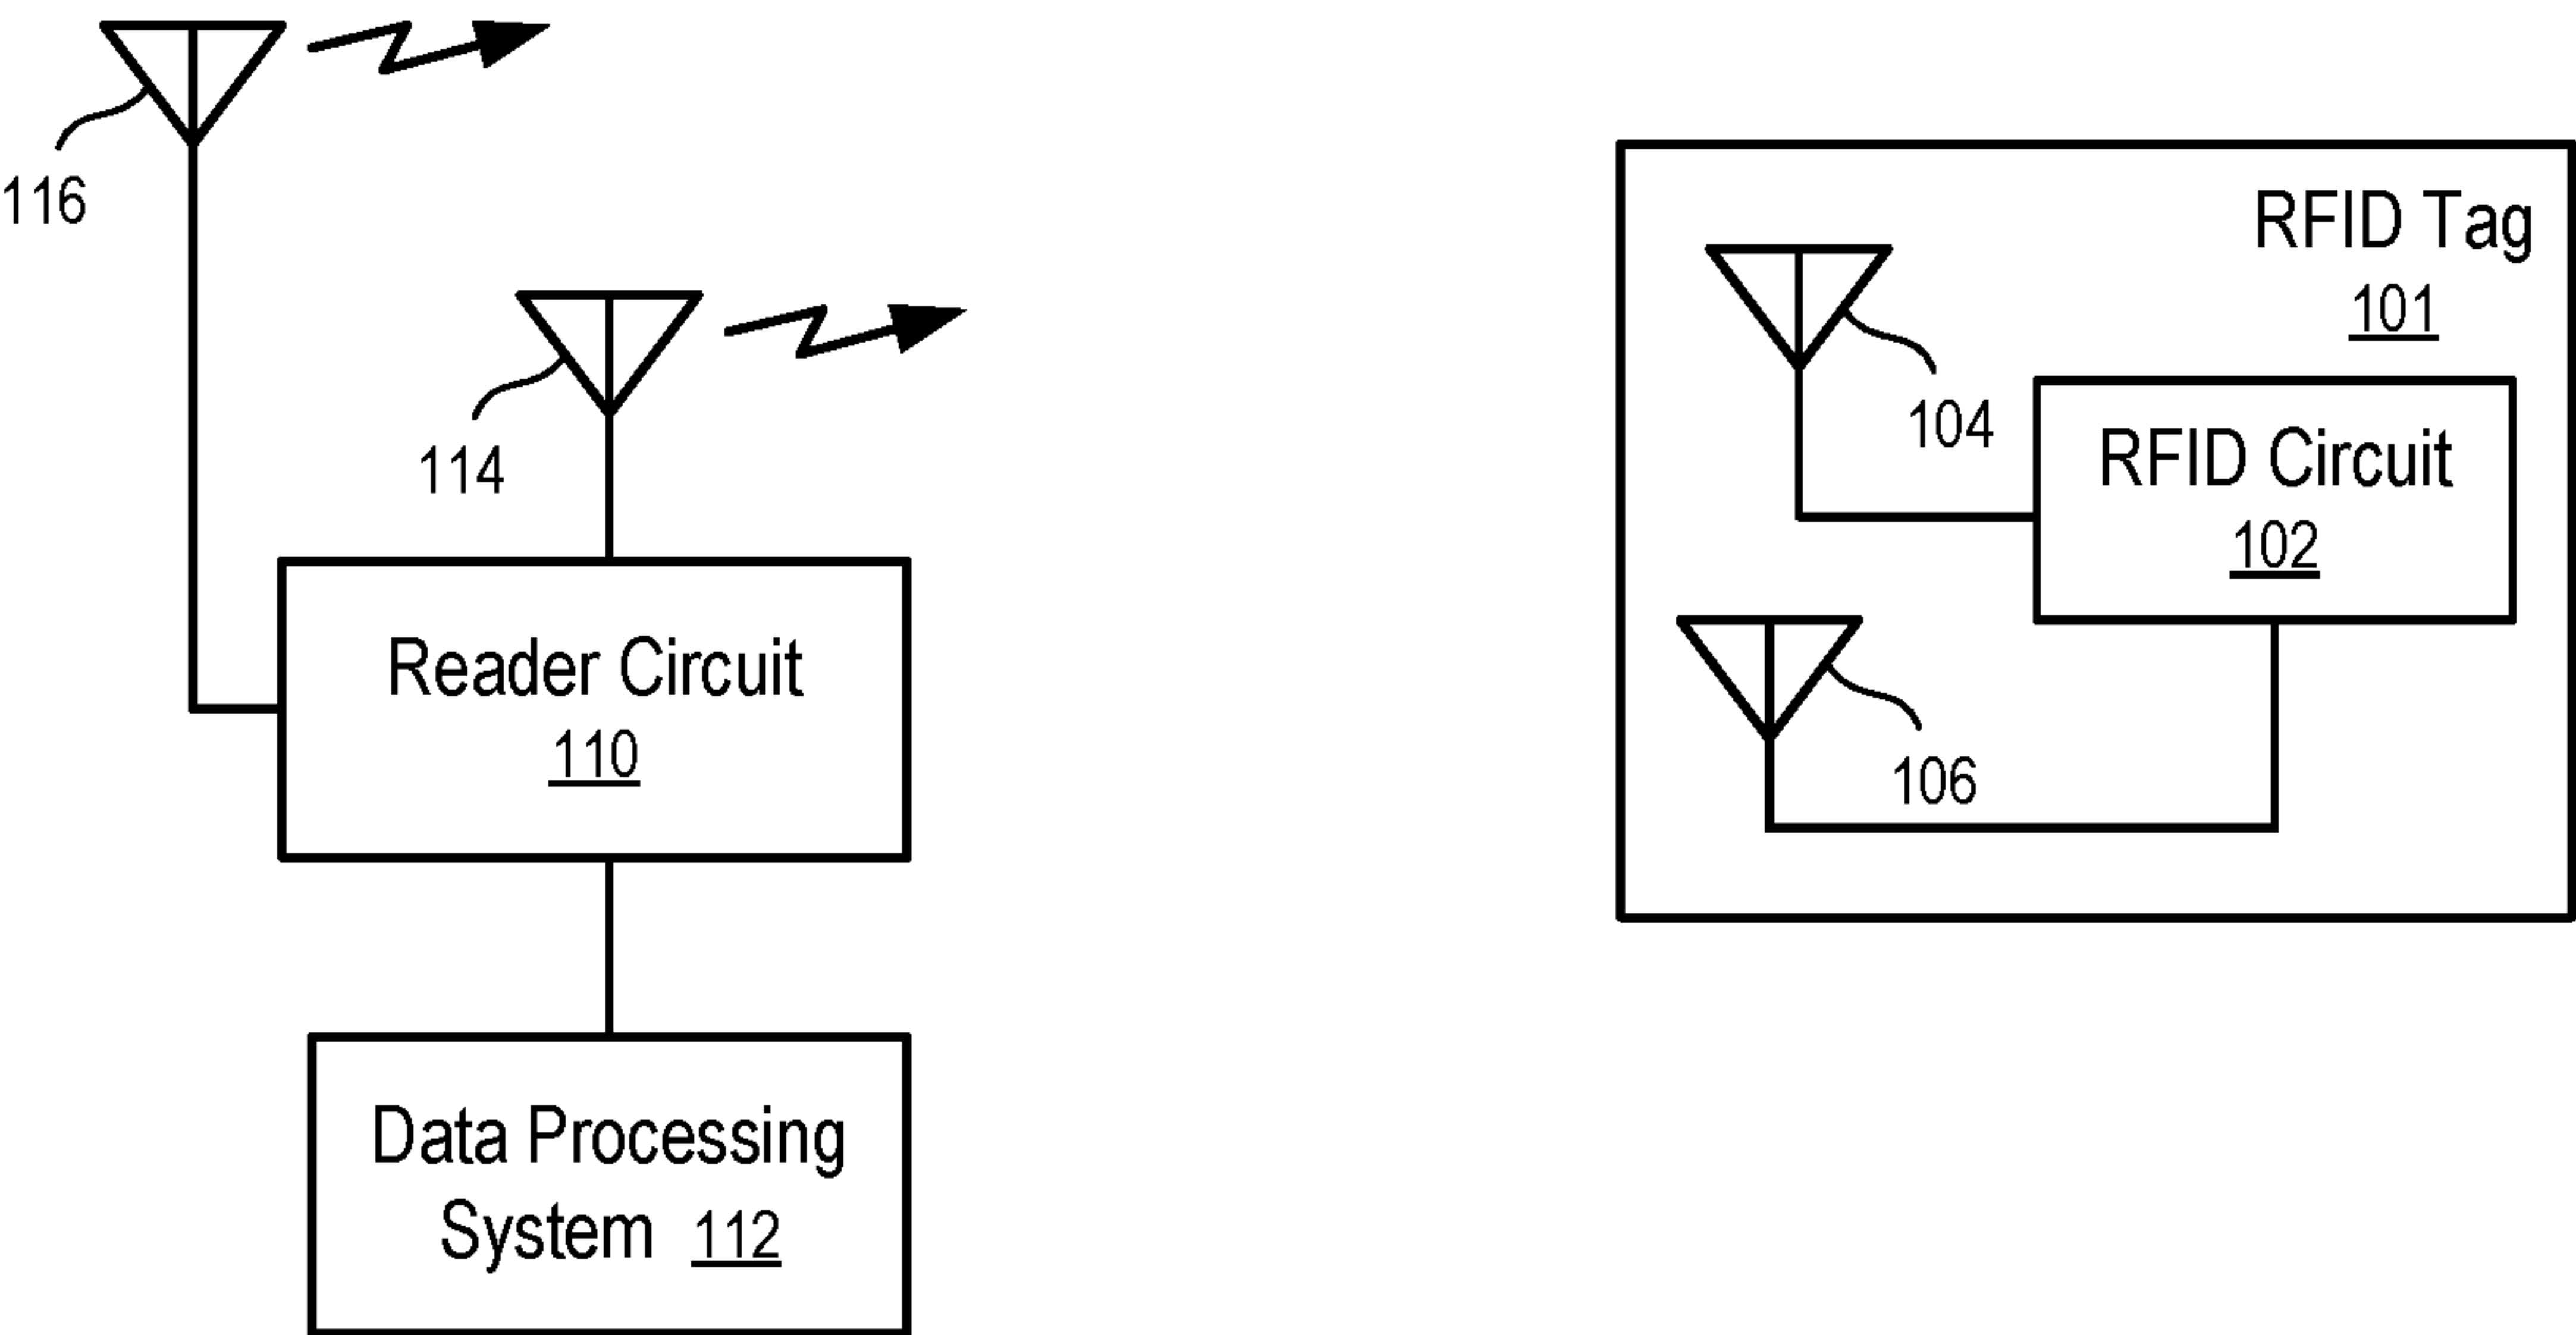 116
114
Reader Circuit
110
Data Processing
System 112
RFID Tag
101
104
RFID Circuit
102
106